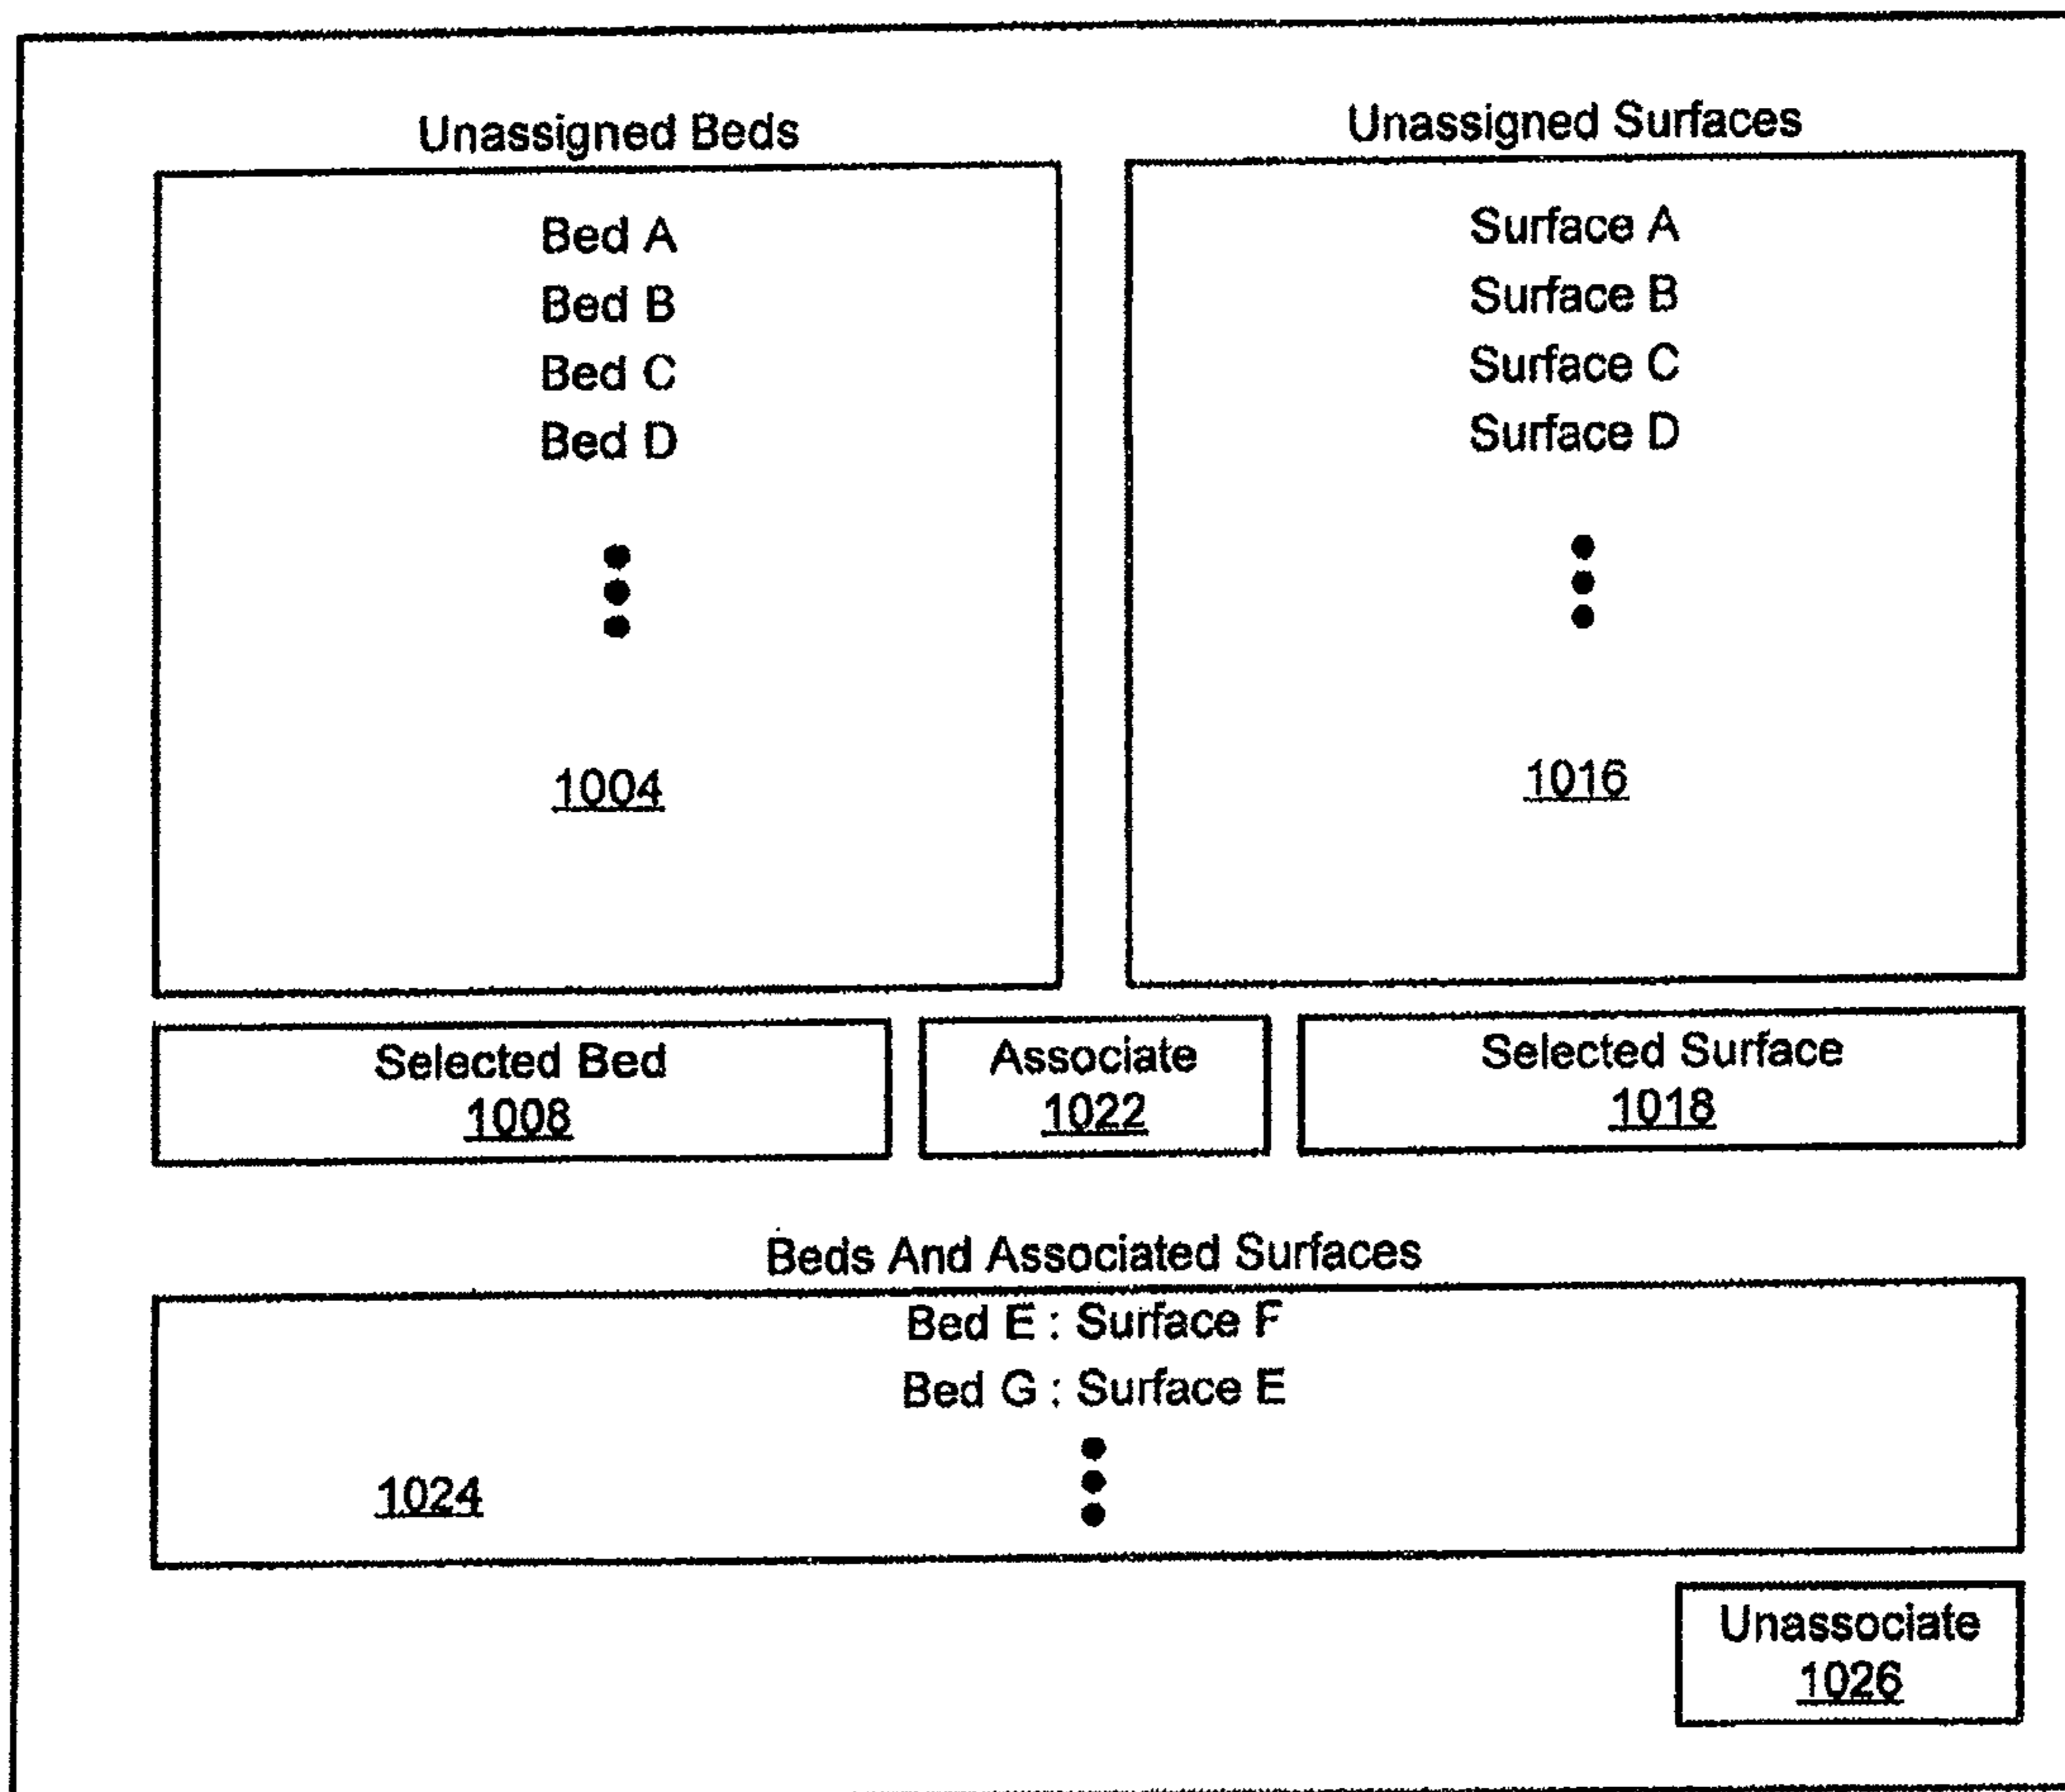 Unassigned Beds
Bed A
Bed B
Bed C
Bed D
1004
Unassigned Surfaces
Surface A
Surface B
Surface C
Surface D
1016
Selected Bed
1008
Associate
1022
Selected Surface
1018
Beds And Associated Surfaces
Bed E : Surface F
Bed G : Surface E
1024
Unassociate
1026